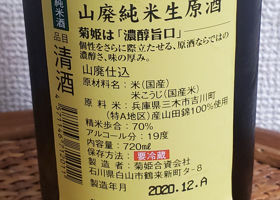 山廃純米生原酒
菊姫は「濃醇旨口」
個性をさらに際立たせる、原酒ならではの
濃醇さ、味の厚み。
山廃仕込
原材料名：米（国産）
米こうじ（国産米）
原料米：兵庫県三木市吉川町
（特A地区）産山田錦100%使用
精米歩合：70%
アルコール分：19度
内容量：720ml
保存方法：要冷蔵
製造者：菊姫合資会社
石川県白山市鶴来新町タ-8
製造年月
2020.12.A
純米酒
品目 清酒